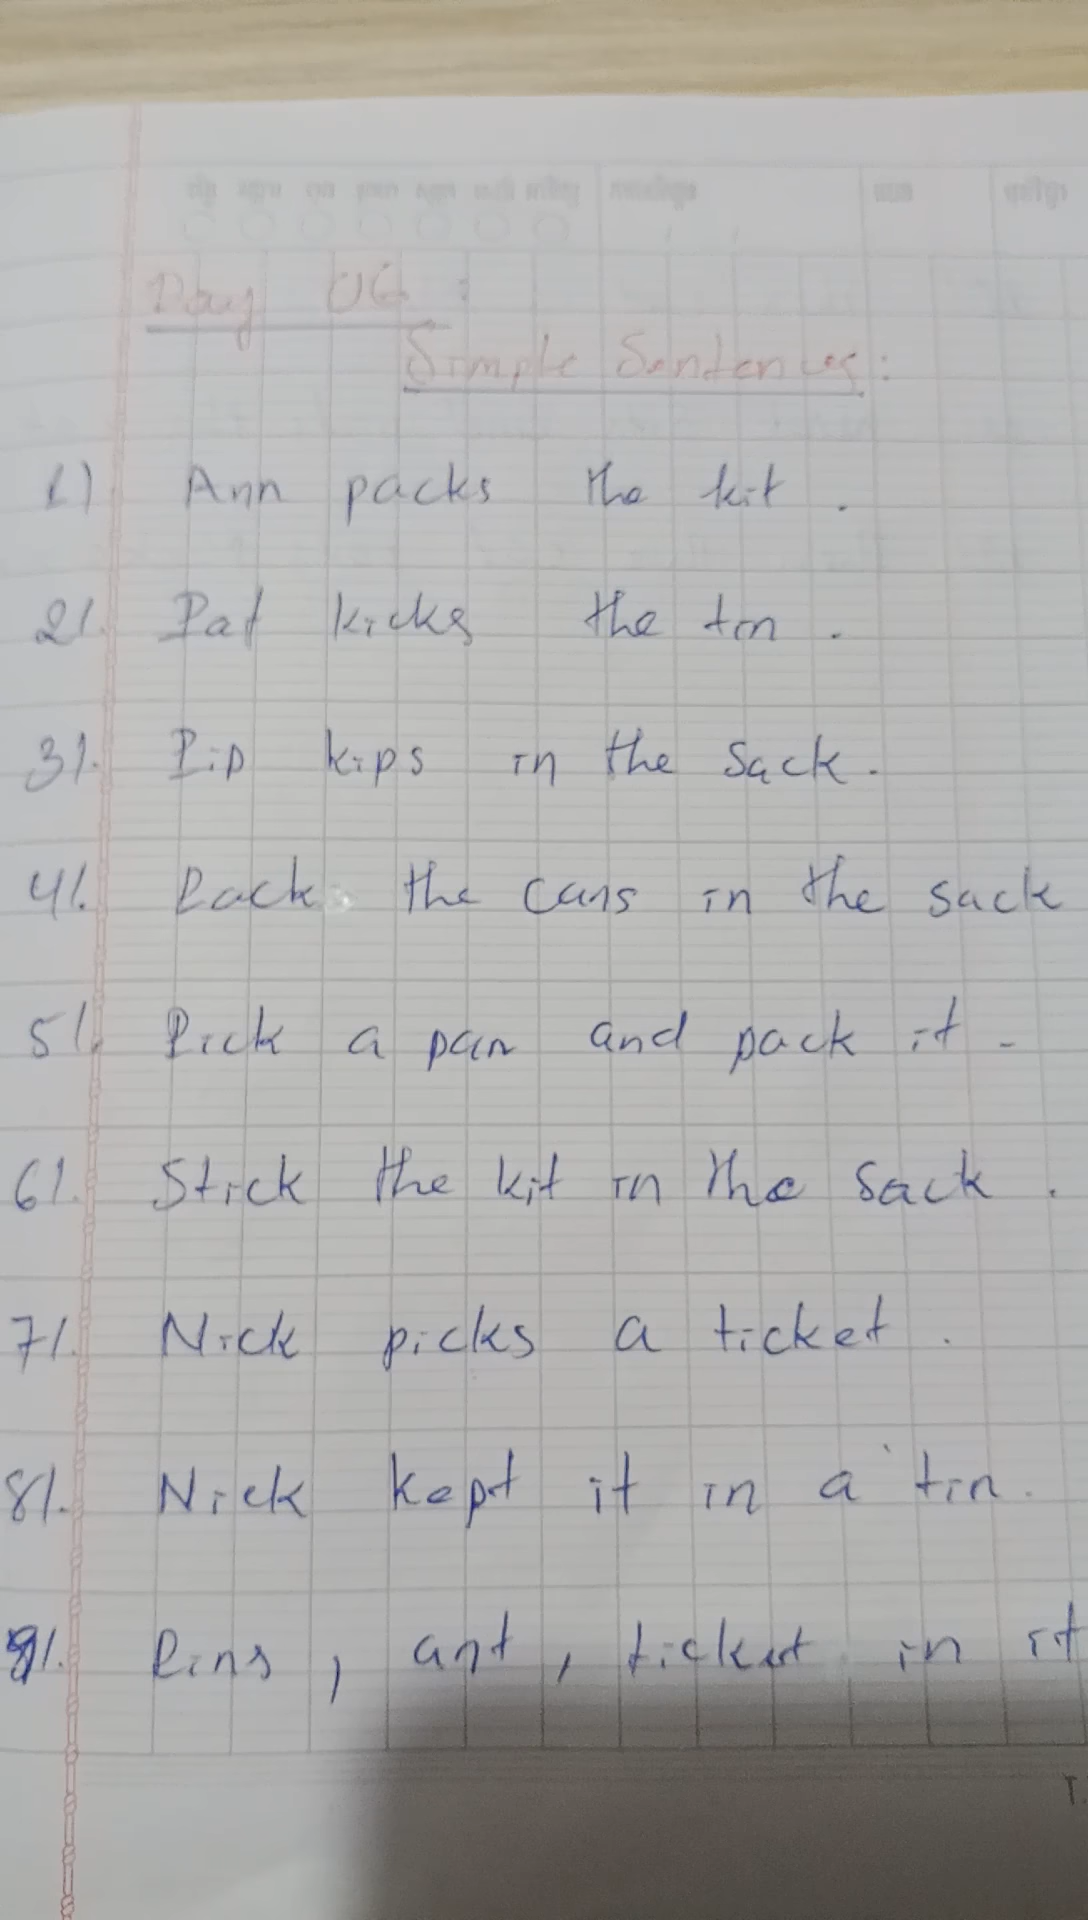 Day 06 :
Simple Sentences :
1) Ann packs the kit .
2). Pat kicks the tin .
3). Pip kips in the sack .
4). Pack the cans in the sack
5). Pick a pan and pack it .
6). Stick the kit in the sack .
7). Nick picks a ticket .
8). Nick kept it in a tin .
9). Pins , ant , ticket in it
T.